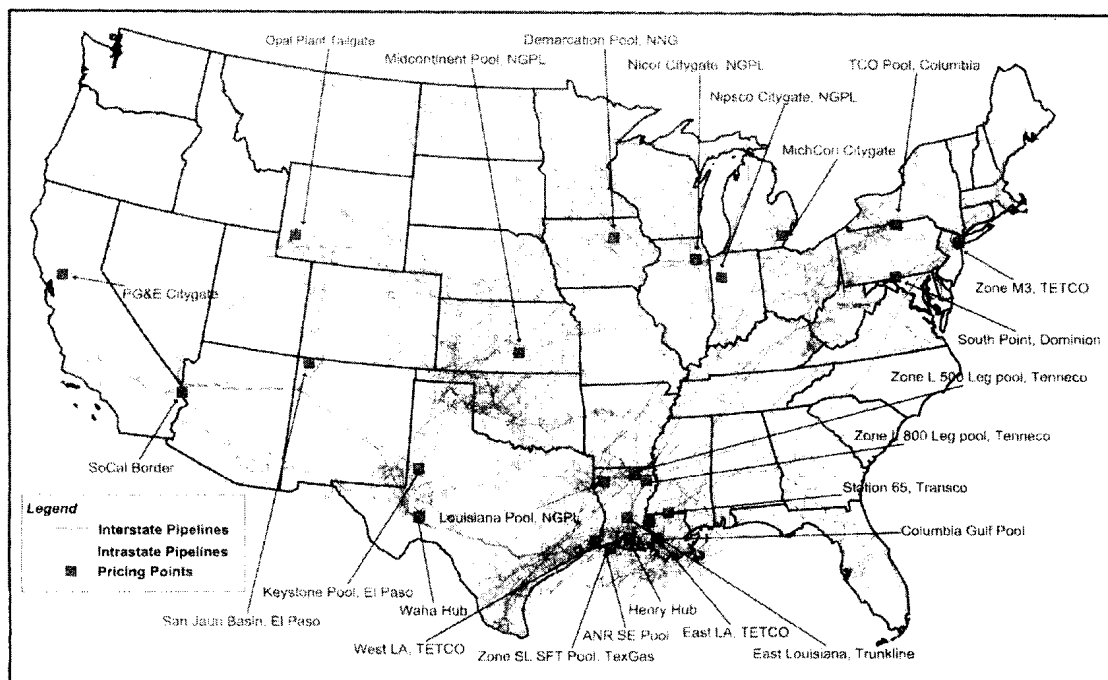 Opal Plant Tailgate
Demarcation Pool, NNG
Midcontinent Pool, NGPL
Nicor Citygate, NGPL
TCO Pool, Columbia
Nipsco Citygate, NGPL
MichCon Citygate
PG&E Citygate
Zone M3, TETCO
South Point, Dominion
Zone L 500 Leg pool, Tenneco
Zone L 800 Leg pool, Tenneco
SoCal Border
Station 65, Transco
Legend
Interstate Pipelines
Intrastate Pipelines
Pricing Points
Louisiana Pool, NGPL
Columbia Gulf Pool
Keystone Pool, El Paso
Waha Hub
Henry Hub
San Jaun Basin, El Paso
West LA, TETCO
ANR SE Pool
East LA, TETCO
Zone SL SFT Pool, TexGas
East Louisiana, Trunkline